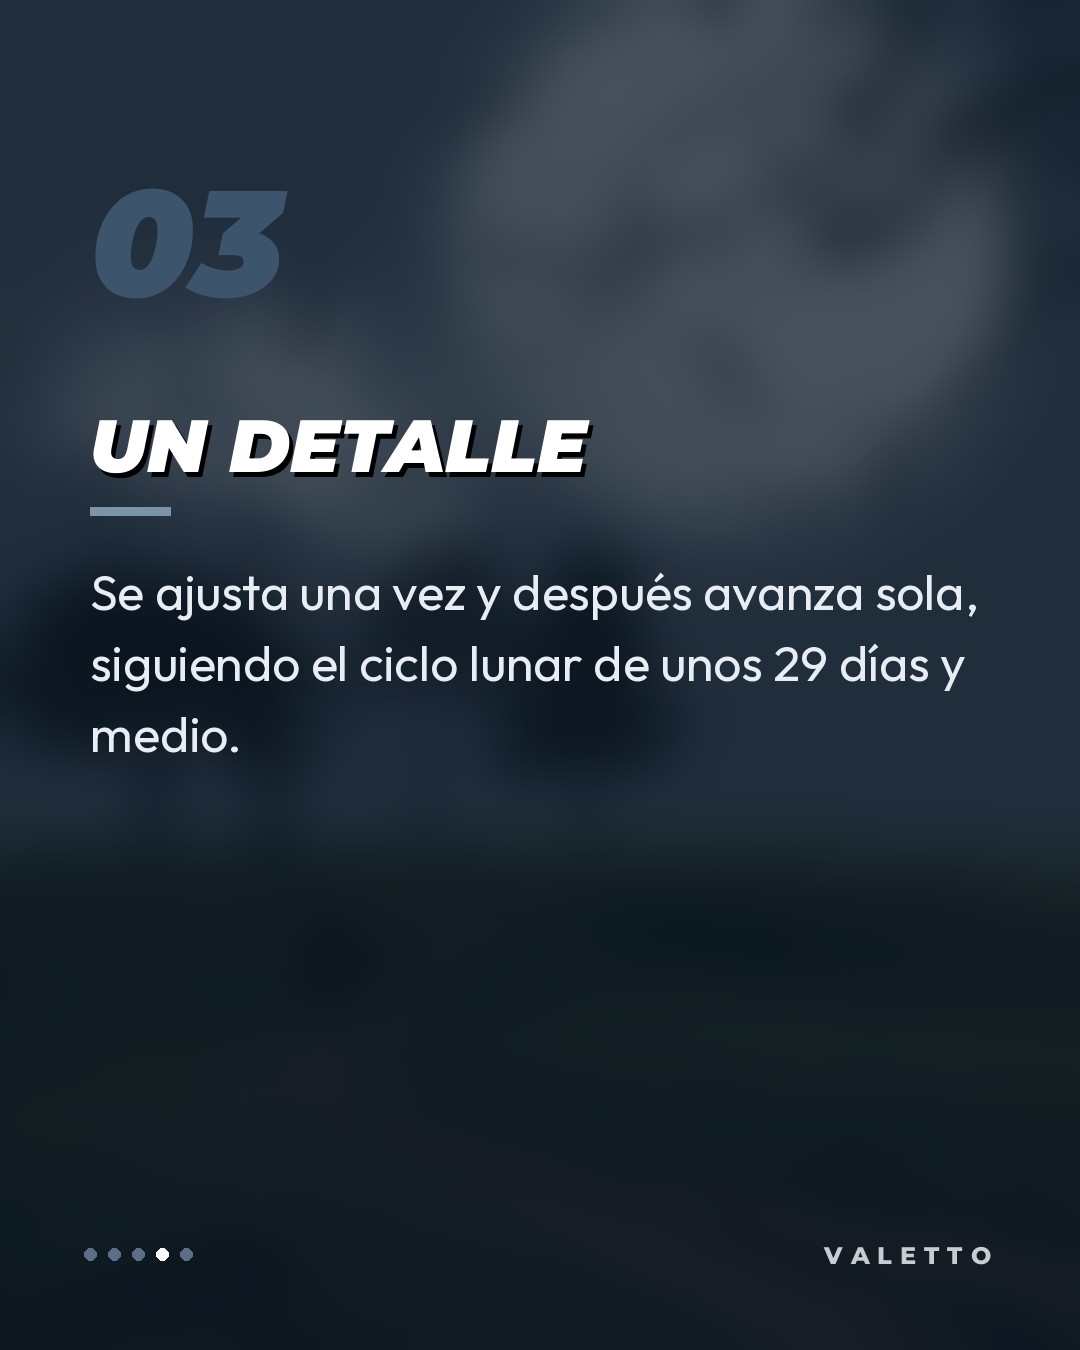 03
UN DETALLE
Se ajusta una vez y después avanza sola,
siguiendo el ciclo lunar de unos 29 días y
medio.
VALETTO